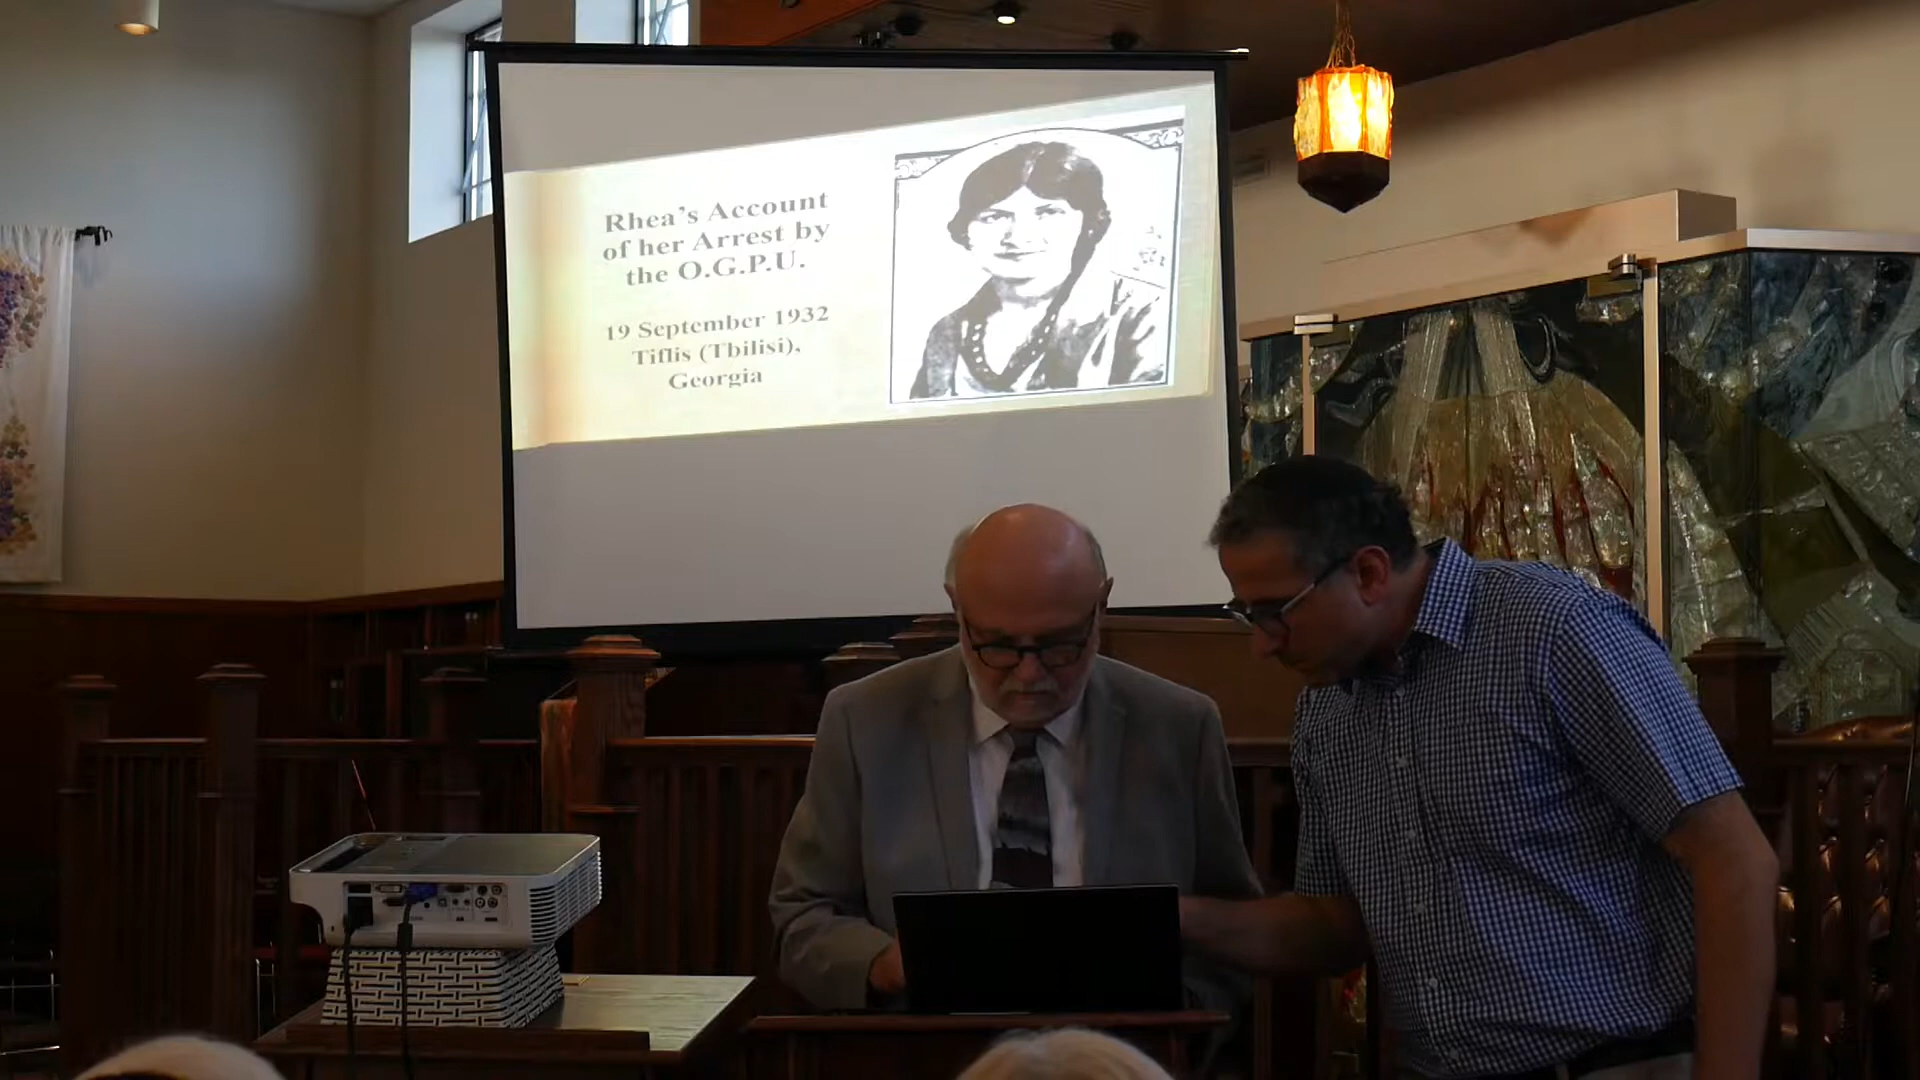 Rhea's Account
of her Arrest by
the O.G.P.U.
19 September 1932
Tiflis (Tbilisi),
Georgia